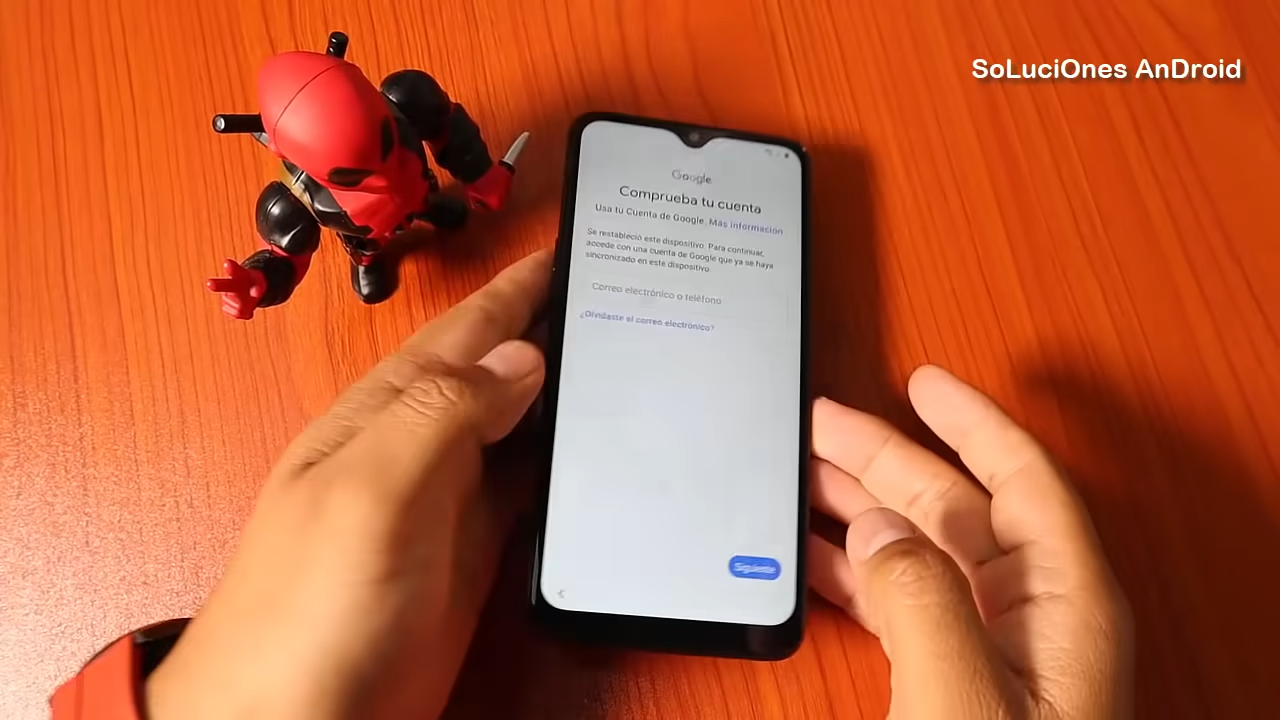 SoLuciOnes AnDroid
Google
Comprueba tu cuenta
Usa tu Cuenta de Google. Más información
Se restableció este dispositivo. Para continuar,
accede con una cuenta de Google que ya se haya
sincronizado en este dispositivo.
Correo electrónico o teléfono
¿Olvidaste el correo electrónico?
Siguiente